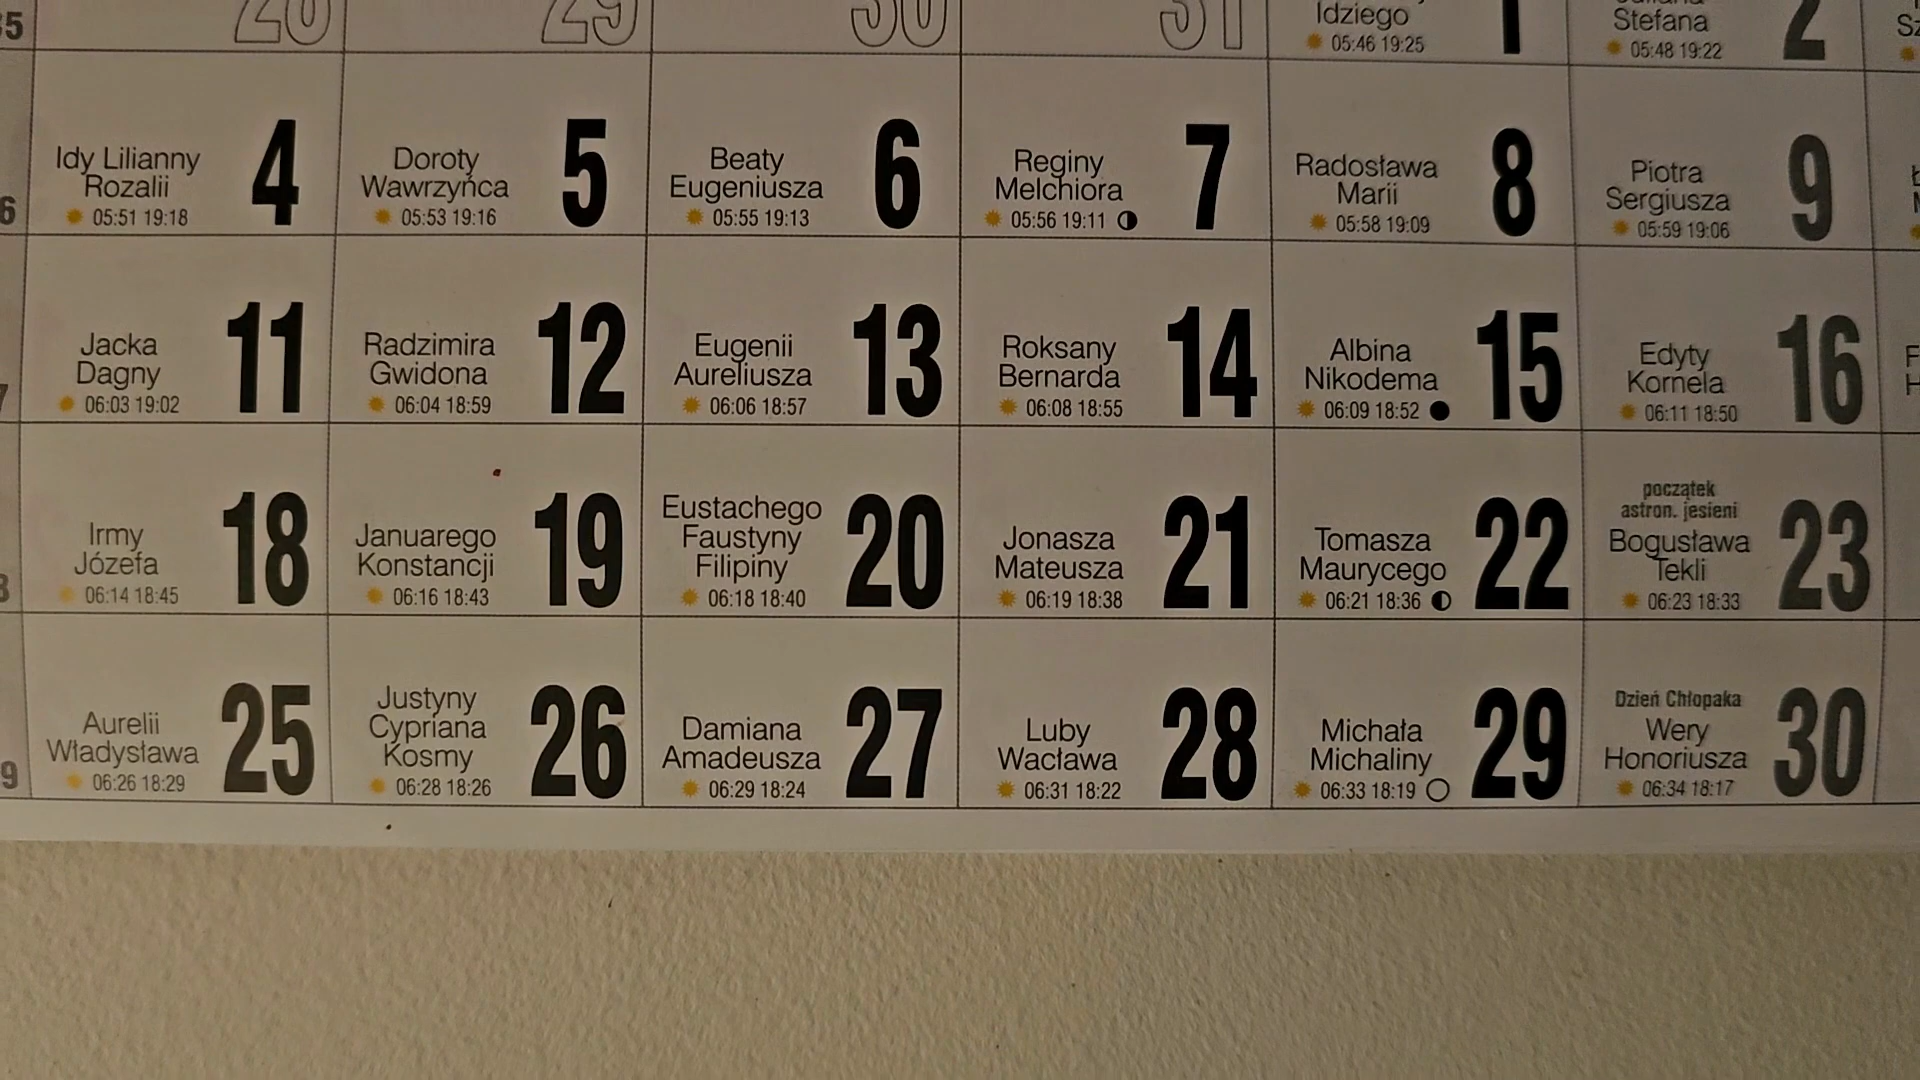 35 28 29 30 31
Idziego
05:46 19:25 1
Stefana
05:48 19:22 2
Idy Lilianny
Rozalii
05:51 19:18 4
Doroty
Wawrzyńca
05:53 19:16 5
Beaty
Eugeniusza
05:55 19:13 6
Reginy
Melchiora
05:56 19:11 7
Radosława
Marii
05:58 19:09 8
Piotra
Sergiusza
05:59 19:06 9
Jacka
Dagny
06:03 19:02 11
Radzimira
Gwidona
06:04 18:59 12
Eugenii
Aureliusza
06:06 18:57 13
Roksany
Bernarda
06:08 18:55 14
Albina
Nikodema
06:09 18:52 15
Edyty
Kornela
06:11 18:50 16
Irmy
Józefa
06:14 18:45 18
Januarego
Konstancji
06:16 18:43 19
Eustachego
Faustyny
Filipiny
06:18 18:40 20
Jonasza
Mateusza
06:19 18:38 21
Tomasza
Maurycego
06:21 18:36 22
początek
astron. jesieni
Bogusława
Tekli
06:23 18:33 23
Aurelii
Władysława
06:26 18:29 25
Justyny
Cypriana
Kosmy
06:28 18:26 26
Damiana
Amadeusza
06:29 18:24 27
Luby
Wacława
06:31 18:22 28
Michała
Michaliny
06:33 18:19 29
Dzień Chłopaka
Wery
Honoriusza
06:34 18:17 30